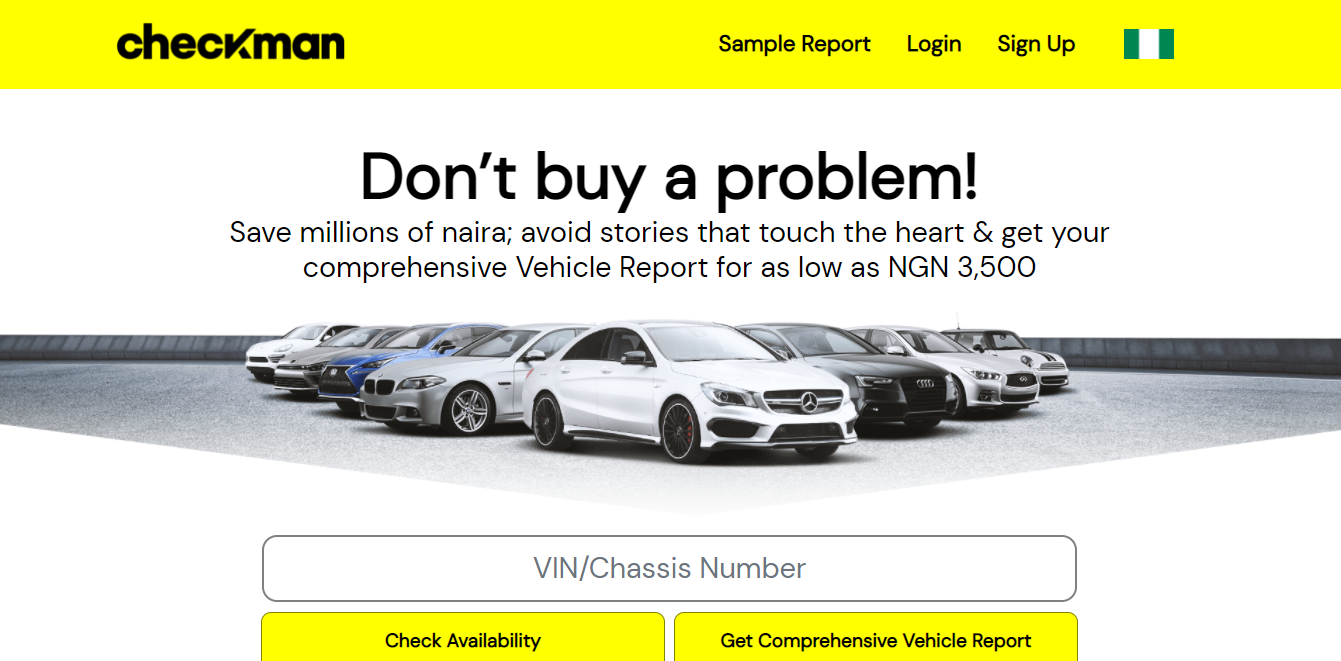 checkman
Sample Report
Login
Sign Up
Don’t buy a problem!
Save millions of naira; avoid stories that touch the heart & get your
comprehensive Vehicle Report for as low as NGN 3,500
VIN/Chassis Number
Check Availability
Get Comprehensive Vehicle Report